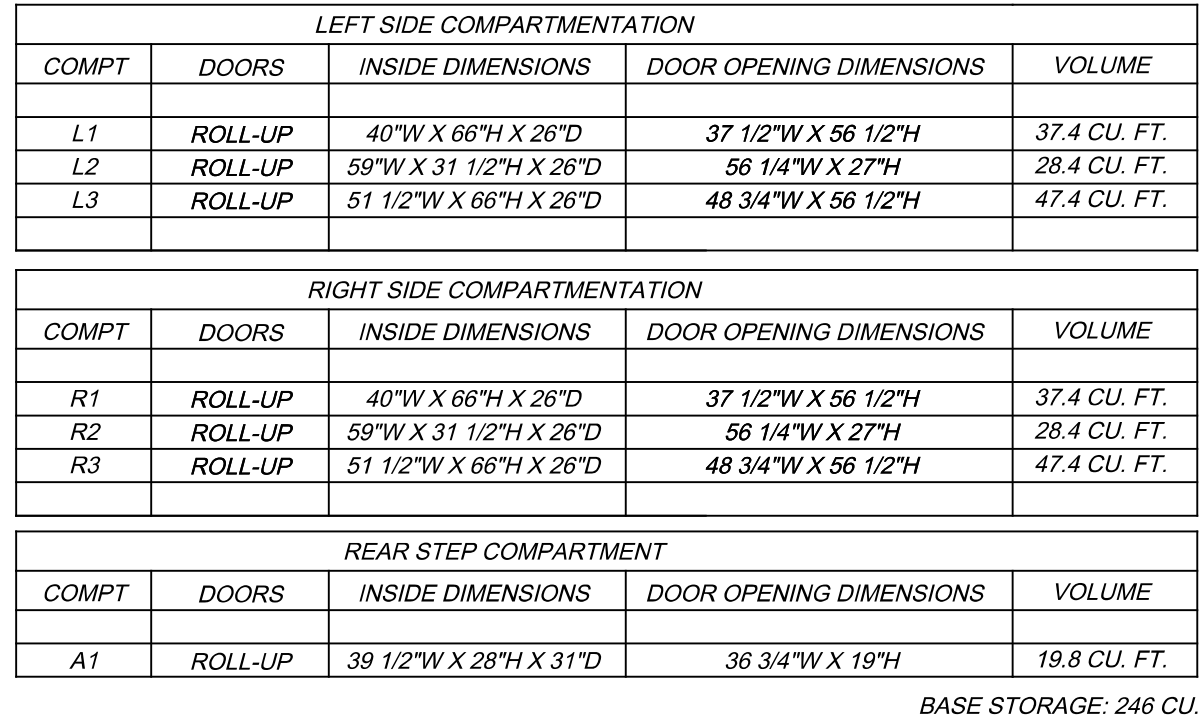 LEFT SIDE COMPARTMENTATION
COMPT DOORS INSIDE DIMENSIONS DOOR OPENING DIMENSIONS VOLUME
L1 ROLL-UP 40"W X 66"H X 26"D 37 1/2"W X 56 1/2"H 37.4 CU. FT.
L2 ROLL-UP 59"W X 31 1/2"H X 26"D 56 1/4"W X 27"H 28.4 CU. FT.
L3 ROLL-UP 51 1/2"W X 66"H X 26"D 48 3/4"W X 56 1/2"H 47.4 CU. FT.
RIGHT SIDE COMPARTMENTATION
COMPT DOORS INSIDE DIMENSIONS DOOR OPENING DIMENSIONS VOLUME
R1 ROLL-UP 40"W X 66"H X 26"D 37 1/2"W X 56 1/2"H 37.4 CU. FT.
R2 ROLL-UP 59"W X 31 1/2"H X 26"D 56 1/4"W X 27"H 28.4 CU. FT.
R3 ROLL-UP 51 1/2"W X 66"H X 26"D 48 3/4"W X 56 1/2"H 47.4 CU. FT.
REAR STEP COMPARTMENT
COMPT DOORS INSIDE DIMENSIONS DOOR OPENING DIMENSIONS VOLUME
A1 ROLL-UP 39 1/2"W X 28"H X 31"D 36 3/4"W X 19"H 19.8 CU. FT.
BASE STORAGE: 246 CU.